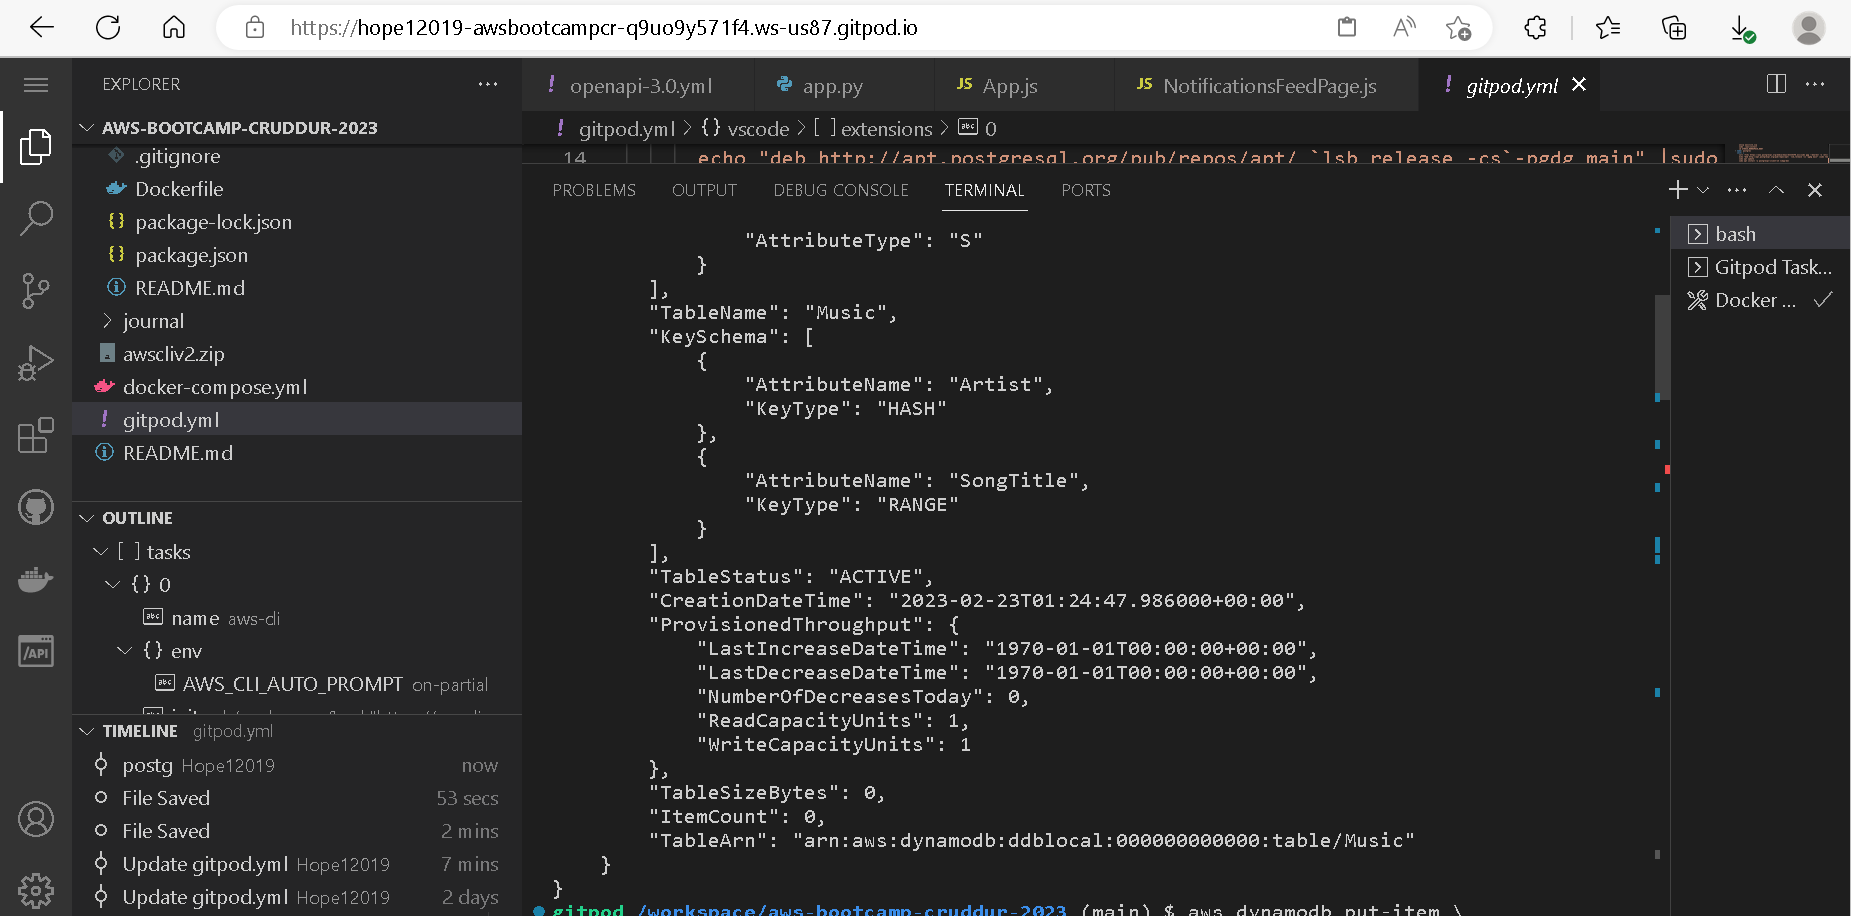 https://hope12019-awsbootcampcr-q9uo9y571f4.ws-us87.gitpod.io
EXPLORER
AWS-BOOTCAMP-CRUDDUR-2023
.gitignore
Dockerfile
package-lock.json
package.json
README.md
journal
awscliv2.zip
docker-compose.yml
gitpod.yml
README.md
OUTLINE
[ ] tasks
{} 0
name aws-cli
{} env
AWS_CLI_AUTO_PROMPT on-partial
TIMELINE gitpod.yml
postg Hope12019 now
File Saved 53 secs
File Saved 2 mins
Update gitpod.yml Hope12019 7 mins
Update gitpod.yml Hope12019 2 days
openapi-3.0.yml
app.py
JS App.js
JS NotificationsFeedPage.js
gitpod.yml
gitpod.yml > {} vscode > [ ] extensions > abc 0
14 echo "deb http://apt.postgresql.org/pub/repos/apt/ `lsb_release -cs`-pgdg main" |sudo
PROBLEMS OUTPUT DEBUG CONSOLE TERMINAL PORTS
"AttributeType": "S"
}
],
"TableName": "Music",
"KeySchema": [
{
"AttributeName": "Artist",
"KeyType": "HASH"
},
{
"AttributeName": "SongTitle",
"KeyType": "RANGE"
}
],
"TableStatus": "ACTIVE",
"CreationDateTime": "2023-02-23T01:24:47.986000+00:00",
"ProvisionedThroughput": {
"LastIncreaseDateTime": "1970-01-01T00:00:00+00:00",
"LastDecreaseDateTime": "1970-01-01T00:00:00+00:00",
"NumberOfDecreasesToday": 0,
"ReadCapacityUnits": 1,
"WriteCapacityUnits": 1
},
"TableSizeBytes": 0,
"ItemCount": 0,
"TableArn": "arn:aws:dynamodb:ddblocal:000000000000:table/Music"
}
}
gitpod /workspace/aws-bootcamp-cruddur-2023 (main) $ aws dynamodb put-item \
bash
Gitpod Task...
Docker ...
/API